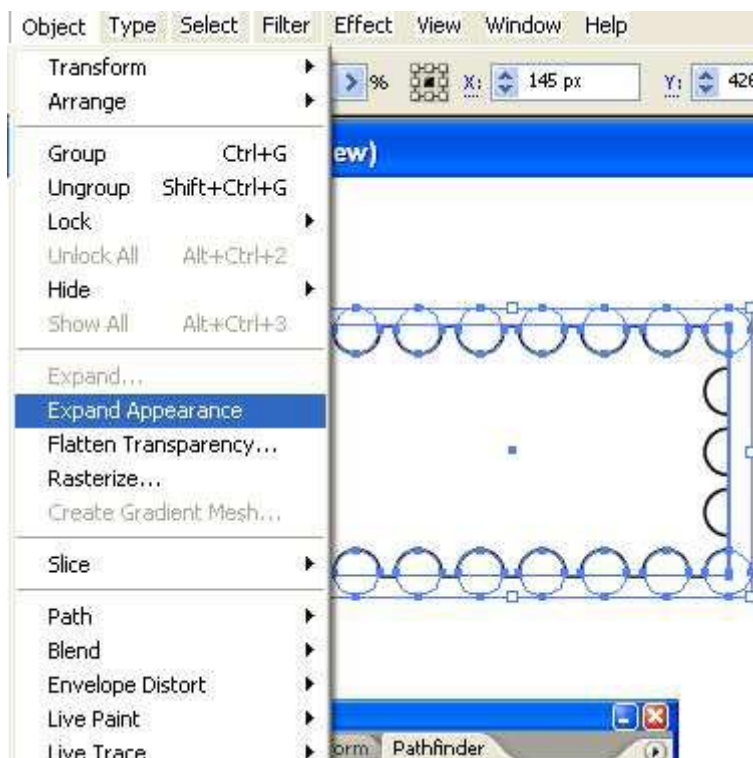 Object Type Select Filter Effect View Window Help
Transform
% X: 145 px Y: 426
Arrange
Group Ctrl+G
ew)
Ungroup Shift+Ctrl+G
Lock
Unlock All Alt+Ctrl+2
Hide
Show All Alt+Ctrl+3
Expand...
Expand Appearance
Flatten Transparency...
Rasterize...
Create Gradient Mesh...
Slice
Path
Blend
Envelope Distort
Live Paint
Live Trace
orm Pathfinder